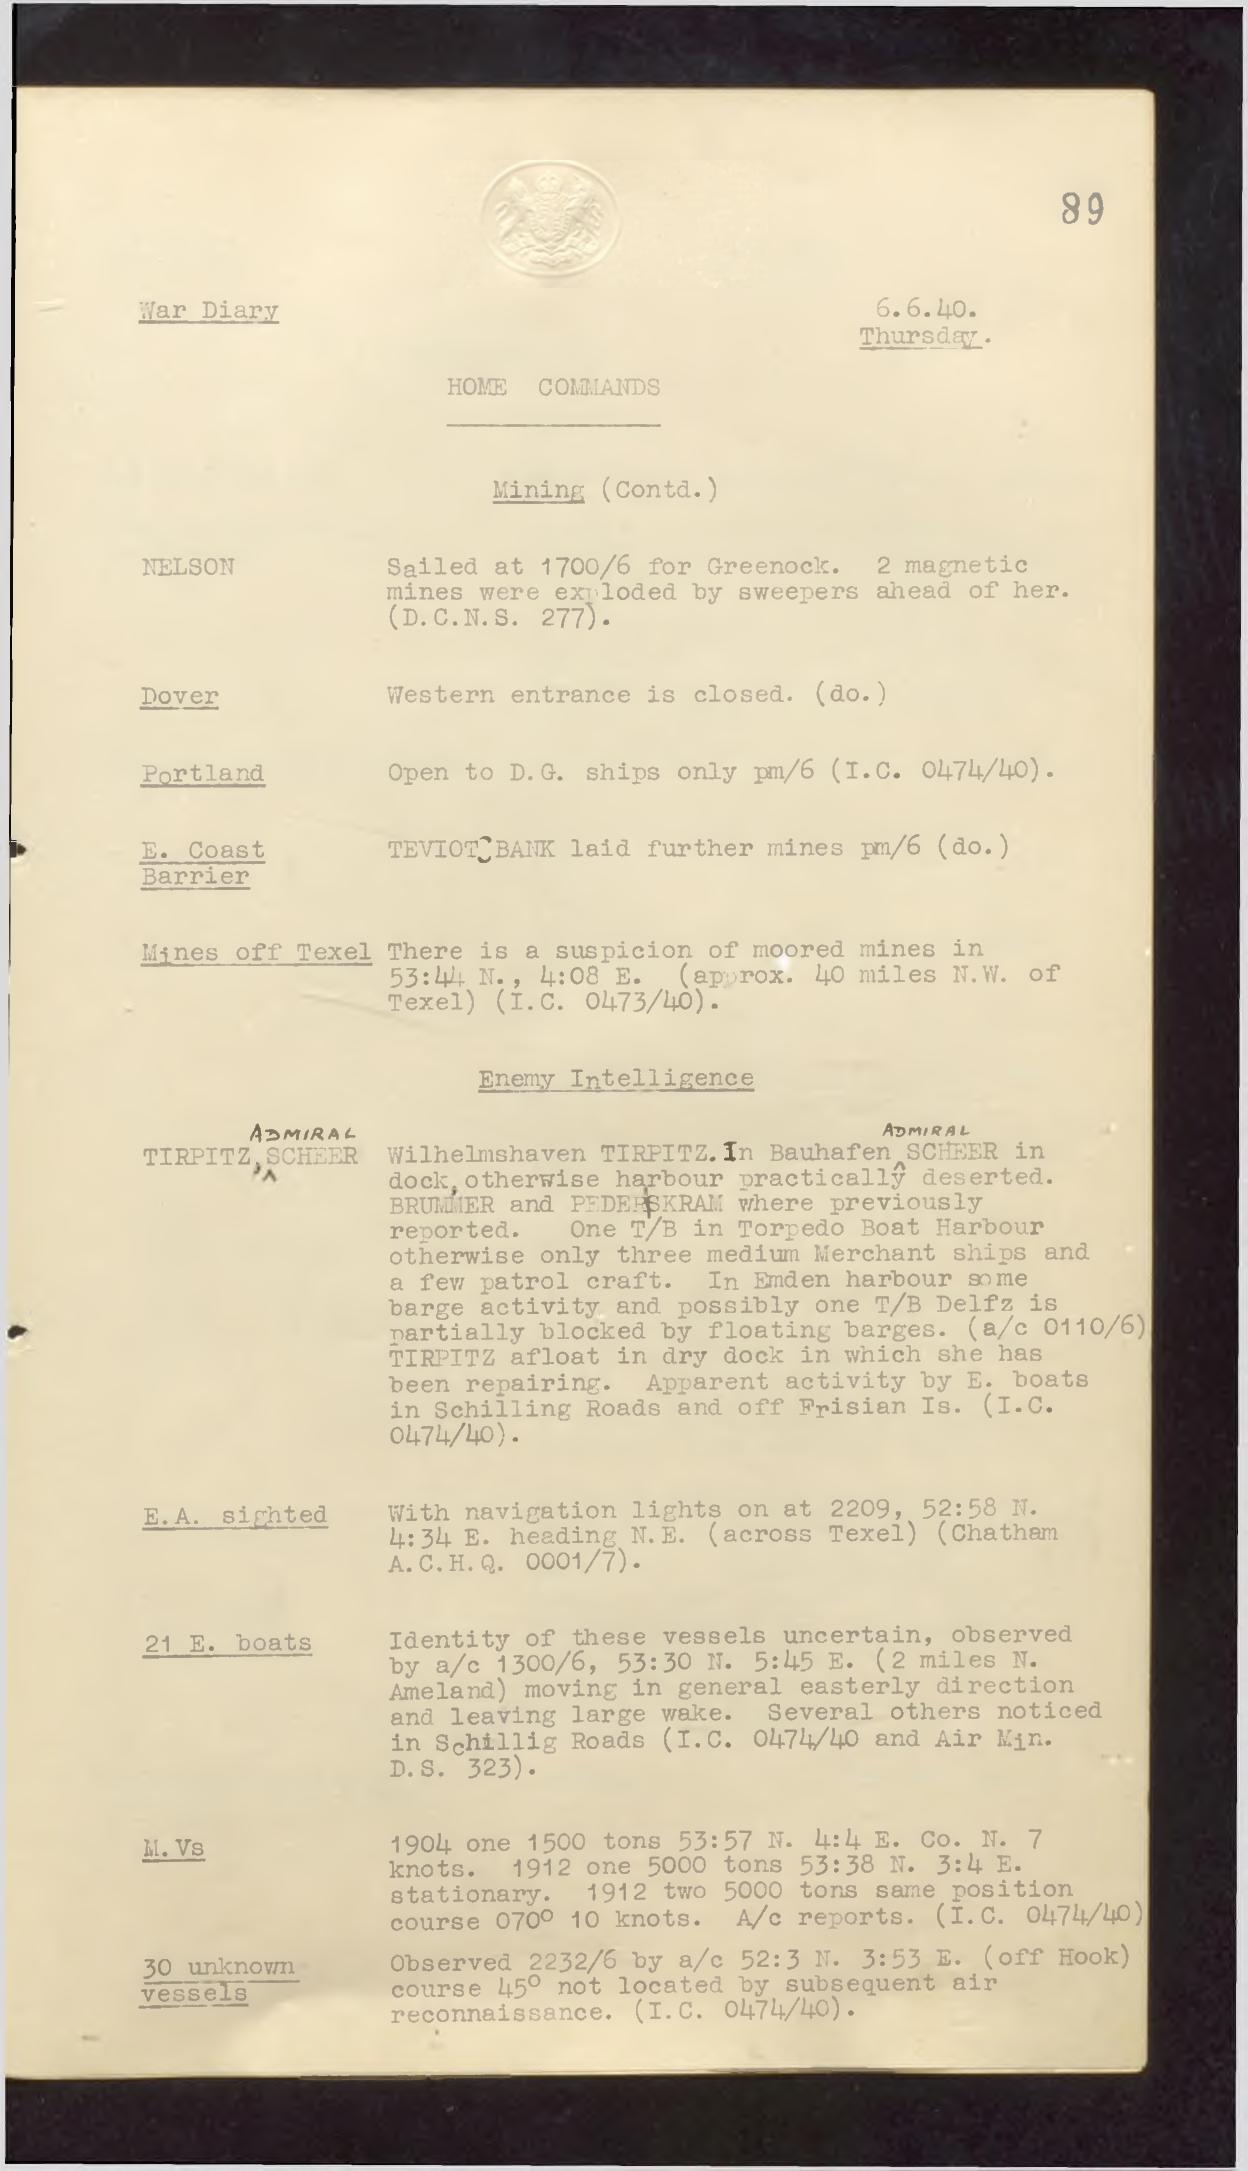 89
War Diary
6.6.40.
Thursday.
HOME COMMANDS
Mining (Contd.)
NELSON Sailed at 1700/6 for Greenock. 2 magnetic
mines were exploded by sweepers ahead of her.
(D.C.N.S. 277).
Dover Western entrance is closed. (do.)
Portland Open to D.G. ships only pm/6 (I.C. 0474/40).
E. Coast TEVIOTBANK laid further mines pm/6 (do.)
Barrier
Mines off Texel There is a suspicion of moored mines in
53:44 N., 4:08 E. (approx. 40 miles N.W. of
Texel) (I.C. 0473/40).
Enemy Intelligence
ADMIRAL ADMIRAL
TIRPITZ, SCHEER Wilhelmshaven TIRPITZ. In Bauhafen SCHEER in
dock, otherwise harbour practically deserted.
BRUMMER and PEDERSKRAM where previously
reported. One T/B in Torpedo Boat Harbour
otherwise only three medium Merchant ships and
a few patrol craft. In Emden harbour some
barge activity and possibly one T/B Delfz is
partially blocked by floating barges. (a/c 0110/6)
TIRPITZ afloat in dry dock in which she has
been repairing. Apparent activity by E. boats
in Schilling Roads and off Frisian Is. (I.C.
0474/40).
E.A. sighted With navigation lights on at 2209, 52:58 N.
4:34 E. heading N.E. (across Texel) (Chatham
A.C.H.Q. 0001/7).
21 E. boats Identity of these vessels uncertain, observed
by a/c 1300/6, 53:30 N. 5:45 E. (2 miles N.
Ameland) moving in general easterly direction
and leaving large wake. Several others noticed
in Schillig Roads (I.C. 0474/40 and Air Min.
D.S. 323).
M.Vs 1904 one 1500 tons 53:57 N. 4:4 E. Co. N. 7
knots. 1912 one 5000 tons 53:38 N. 3:4 E.
stationary. 1912 two 5000 tons same position
course 070° 10 knots. A/c reports. (I.C. 0474/40)
30 unknown Observed 2232/6 by a/c 52:3 N. 3:53 E. (off Hook)
vessels course 45° not located by subsequent air
reconnaissance. (I.C. 0474/40).